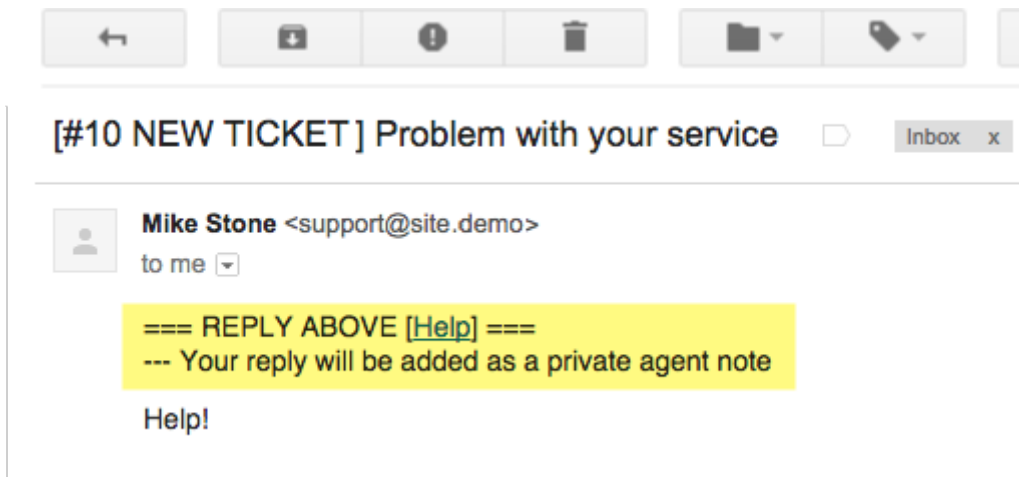 [#10 NEW TICKET] Problem with your service
Inbox x
Mike Stone <support@site.demo>
to me
=== REPLY ABOVE [Help] ===
--- Your reply will be added as a private agent note
Help!